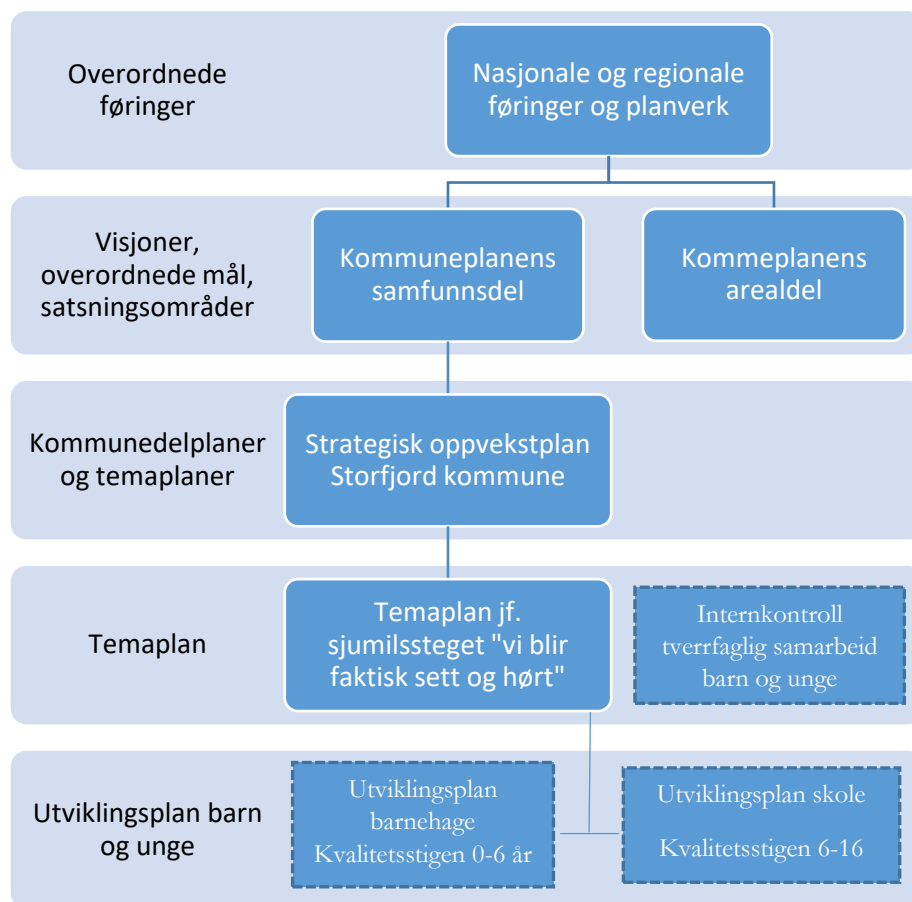 Overordnede
føringer
Nasjonale og regionale
føringer og planverk
Visjoner,
overordnede mål,
satsningsområder
Kommuneplanens
samfunnsdel
Kommeplanens
arealdel
Kommunedelplaner
og temaplaner
Strategisk oppvekstplan
Storfjord kommune
Temaplan
Temaplan jf.
sjumilssteget "vi blir
faktisk sett og hørt"
Internkontroll
tverrfaglig samarbeid
barn og unge
Utviklingsplan barn
og unge
Utviklingsplan
barnehage
Kvalitetsstigen 0-6 år
Utviklingsplan skole
Kvalitetsstigen 6-16